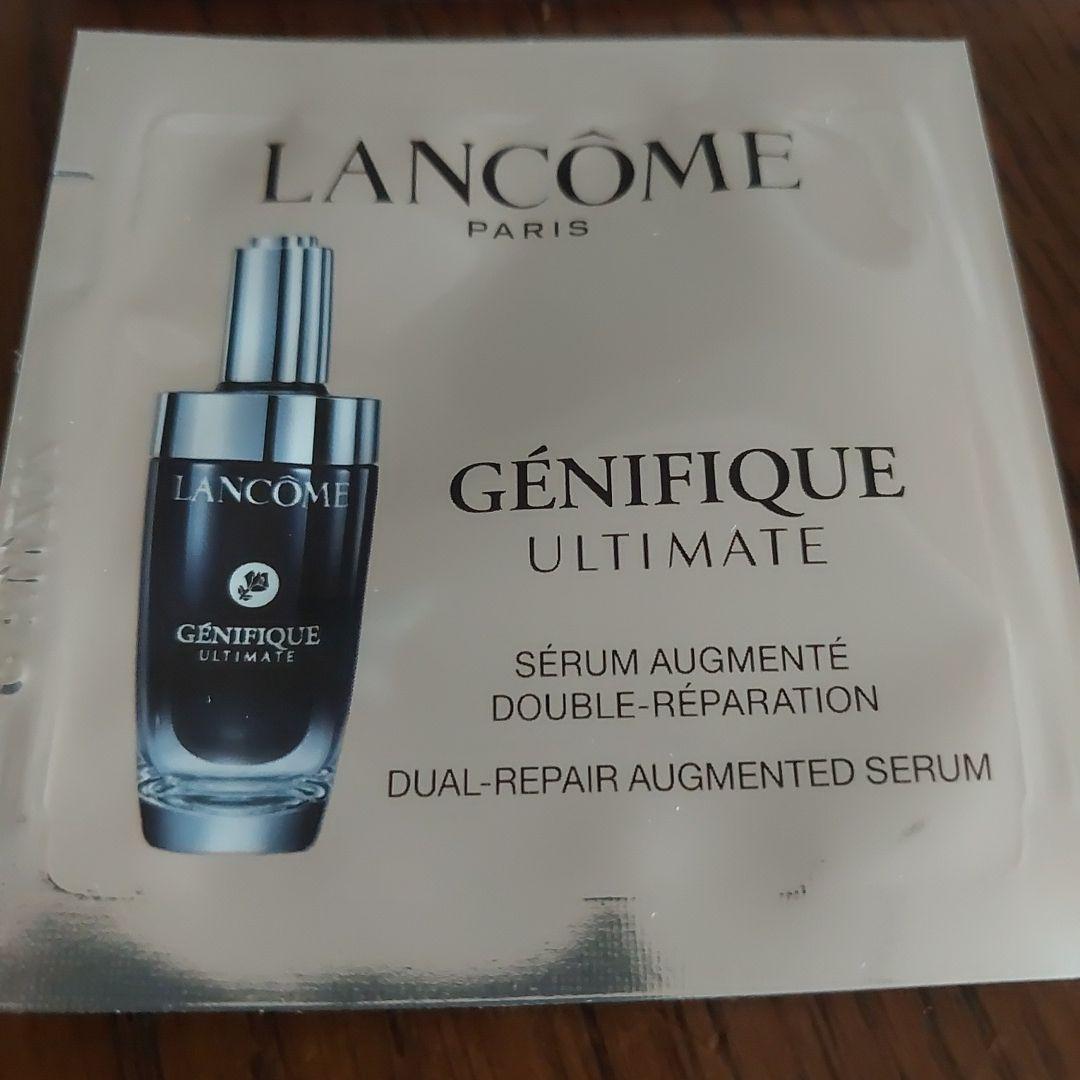 LANCÔME
PARIS
LANCÔME
GÉNIFIQUE
ULTIMATE
GÉNIFIQUE
ULTIMATE
SÉRUM AUGMENTÉ
DOUBLE-RÉPARATION
DUAL-REPAIR AUGMENTED SERUM